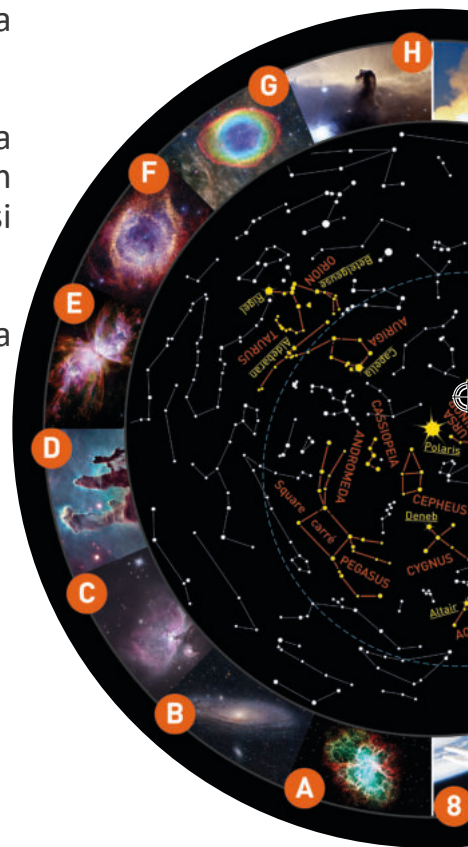 a
a
n
si
a
H
G
F
E
D
C
B
A
8
ORION
Betelgeuse
Rigel
TAURUS
Aldebaran
AURIGA
Capella
CASSIOPEIA
Polaris
ANDROMEDA
CEPHEUS
Square
carré
PEGASUS
Deneb
CYGNUS
Altair